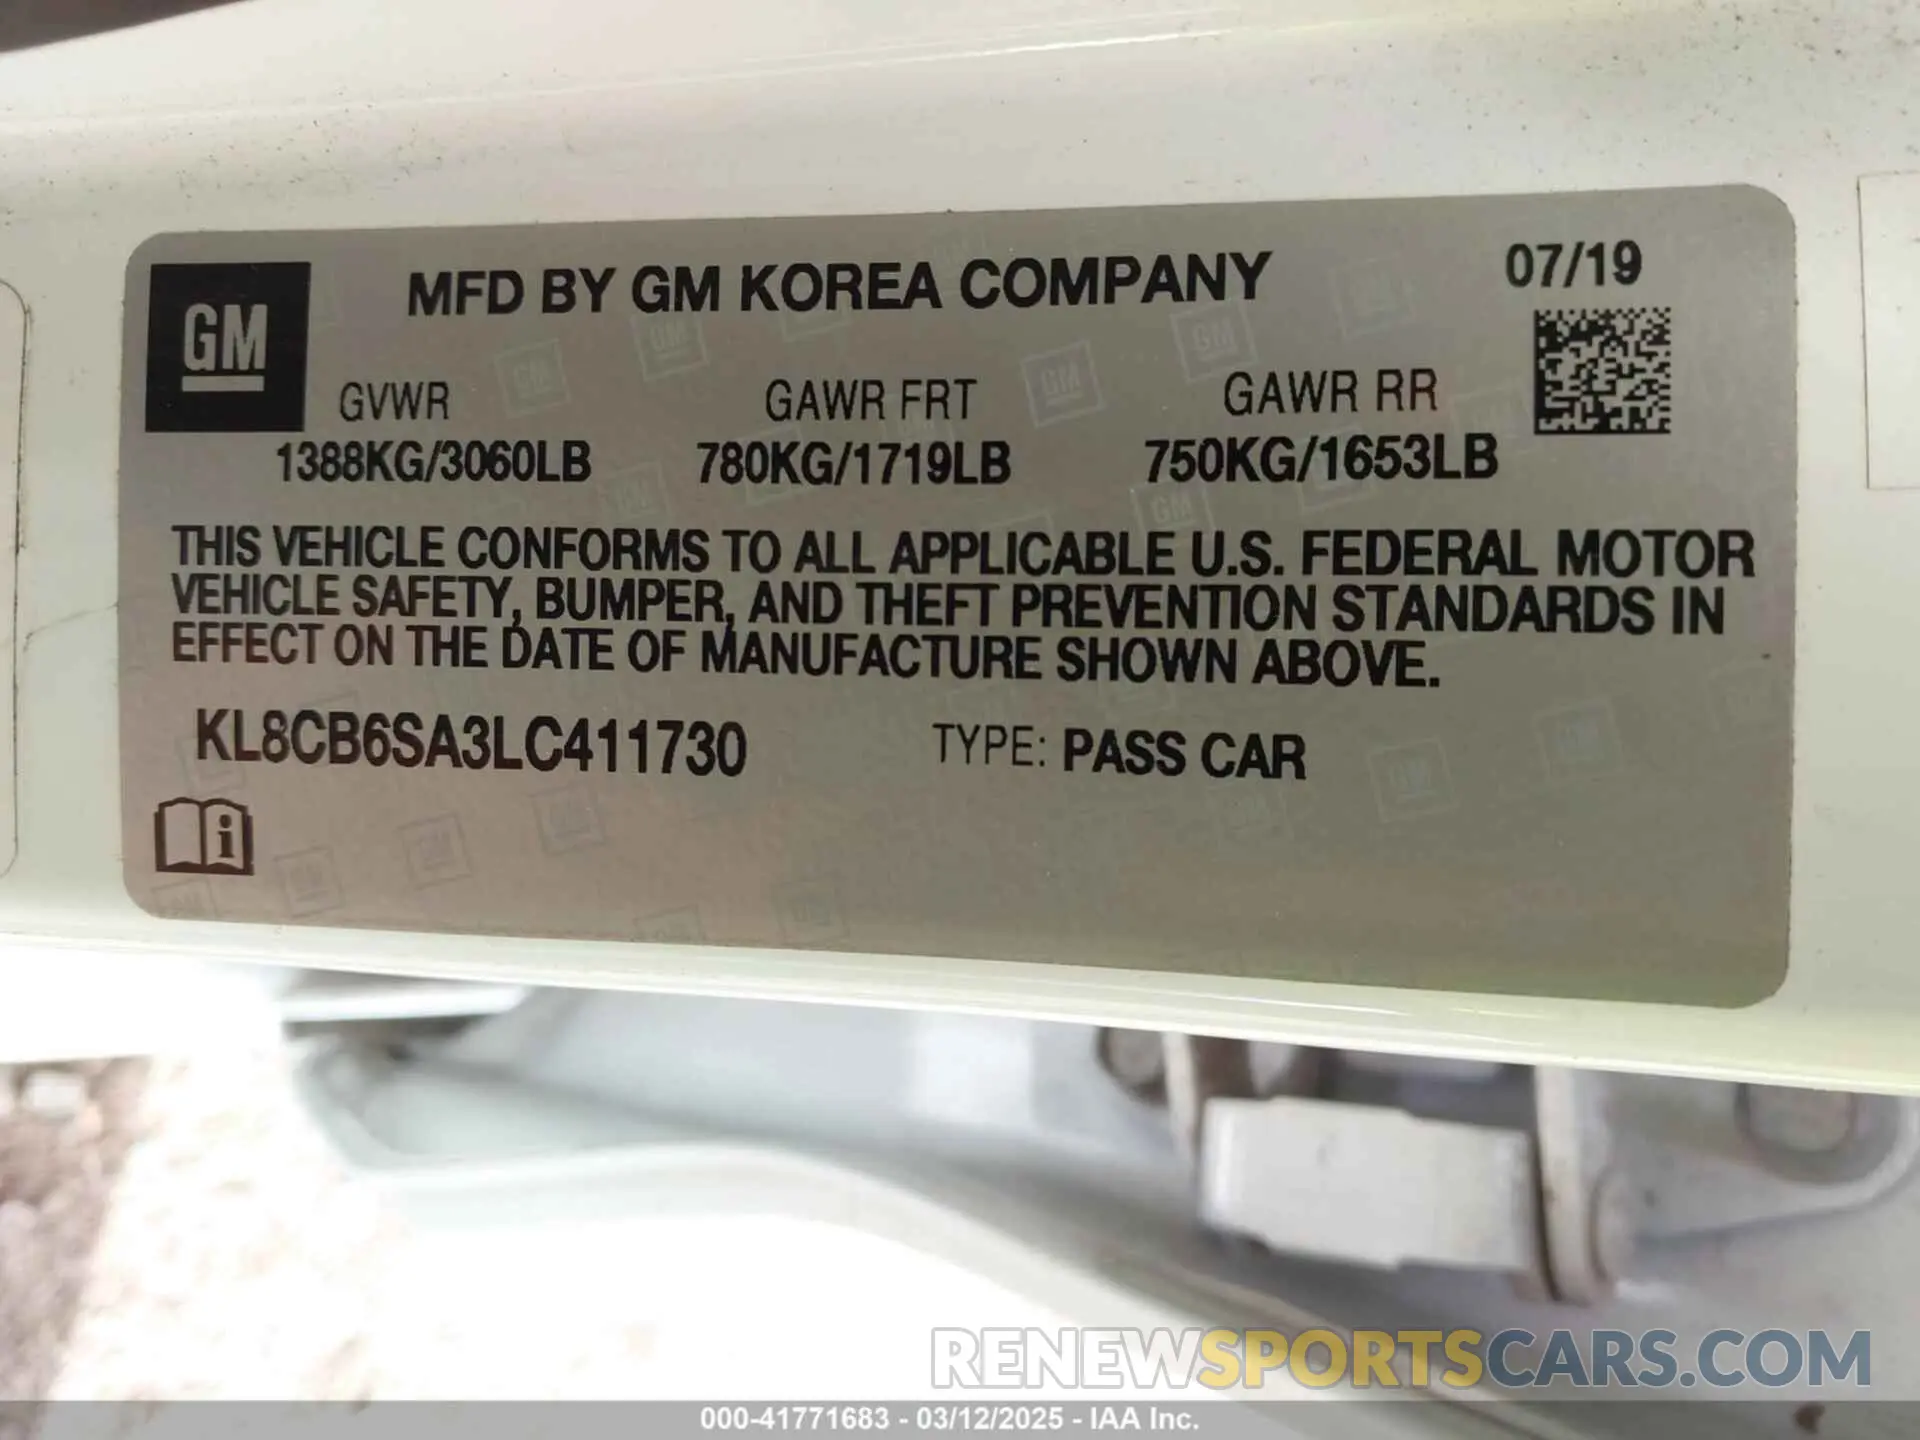 GM
MFD BY GM KOREA COMPANY
07/19
GVWR
GAWR FRT
GAWR RR
1388KG/3060LB
780KG/1719LB
750KG/1653LB
THIS VEHICLE CONFORMS TO ALL APPLICABLE U.S. FEDERAL MOTOR
VEHICLE SAFETY, BUMPER, AND THEFT PREVENTION STANDARDS IN
EFFECT ON THE DATE OF MANUFACTURE SHOWN ABOVE.
KL8CB6SA3LC411730
TYPE: PASS CAR
i
RENEWSPORTSCARS.COM
000-41771683 - 03/12/2025 - IAA Inc.